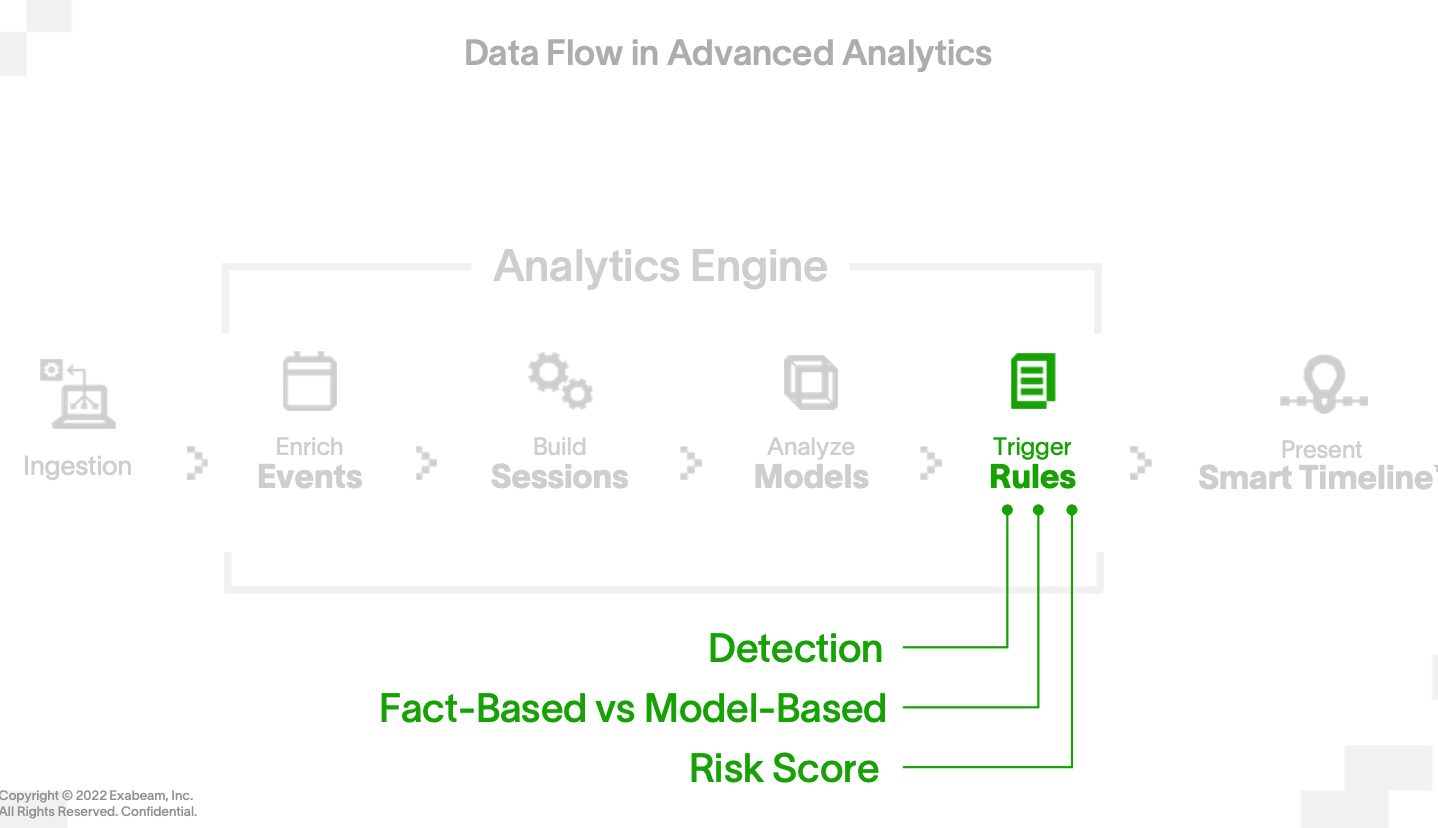 Data Flow in Advanced Analytics
Analytics Engine
Ingestion
Enrich
Events
Build
Sessions
Analyze
Models
Trigger
Rules
Present
Smart Timeline
Detection
Fact-Based vs Model-Based
Risk Score
Copyright © 2022 Exabeam, Inc.
All Rights Reserved. Confidential.